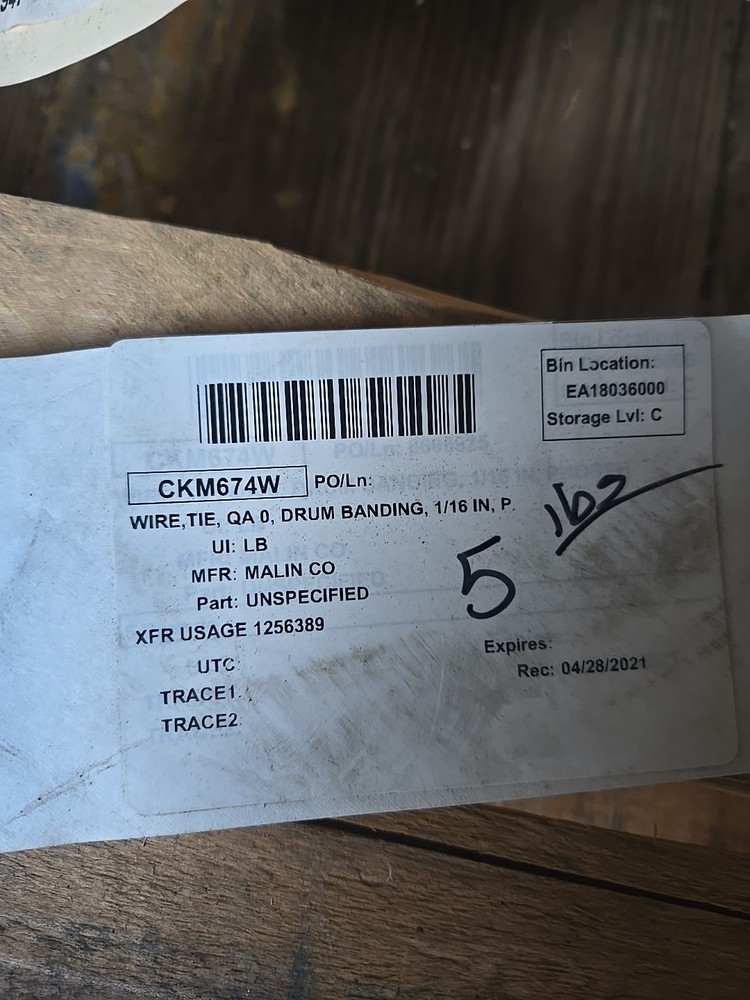 Bin Location:
EA18036000
Storage Lvl: C
CKM674W PO/Ln:
WIRE,TIE, QA 0, DRUM BANDING, 1/16 IN, P.
UI: LB
MFR: MALIN CO
Part: UNSPECIFIED
5
XFR USAGE 1256389
Expires:
UTC:
Rec: 04/28/2021
TRACE1.
TRACE2